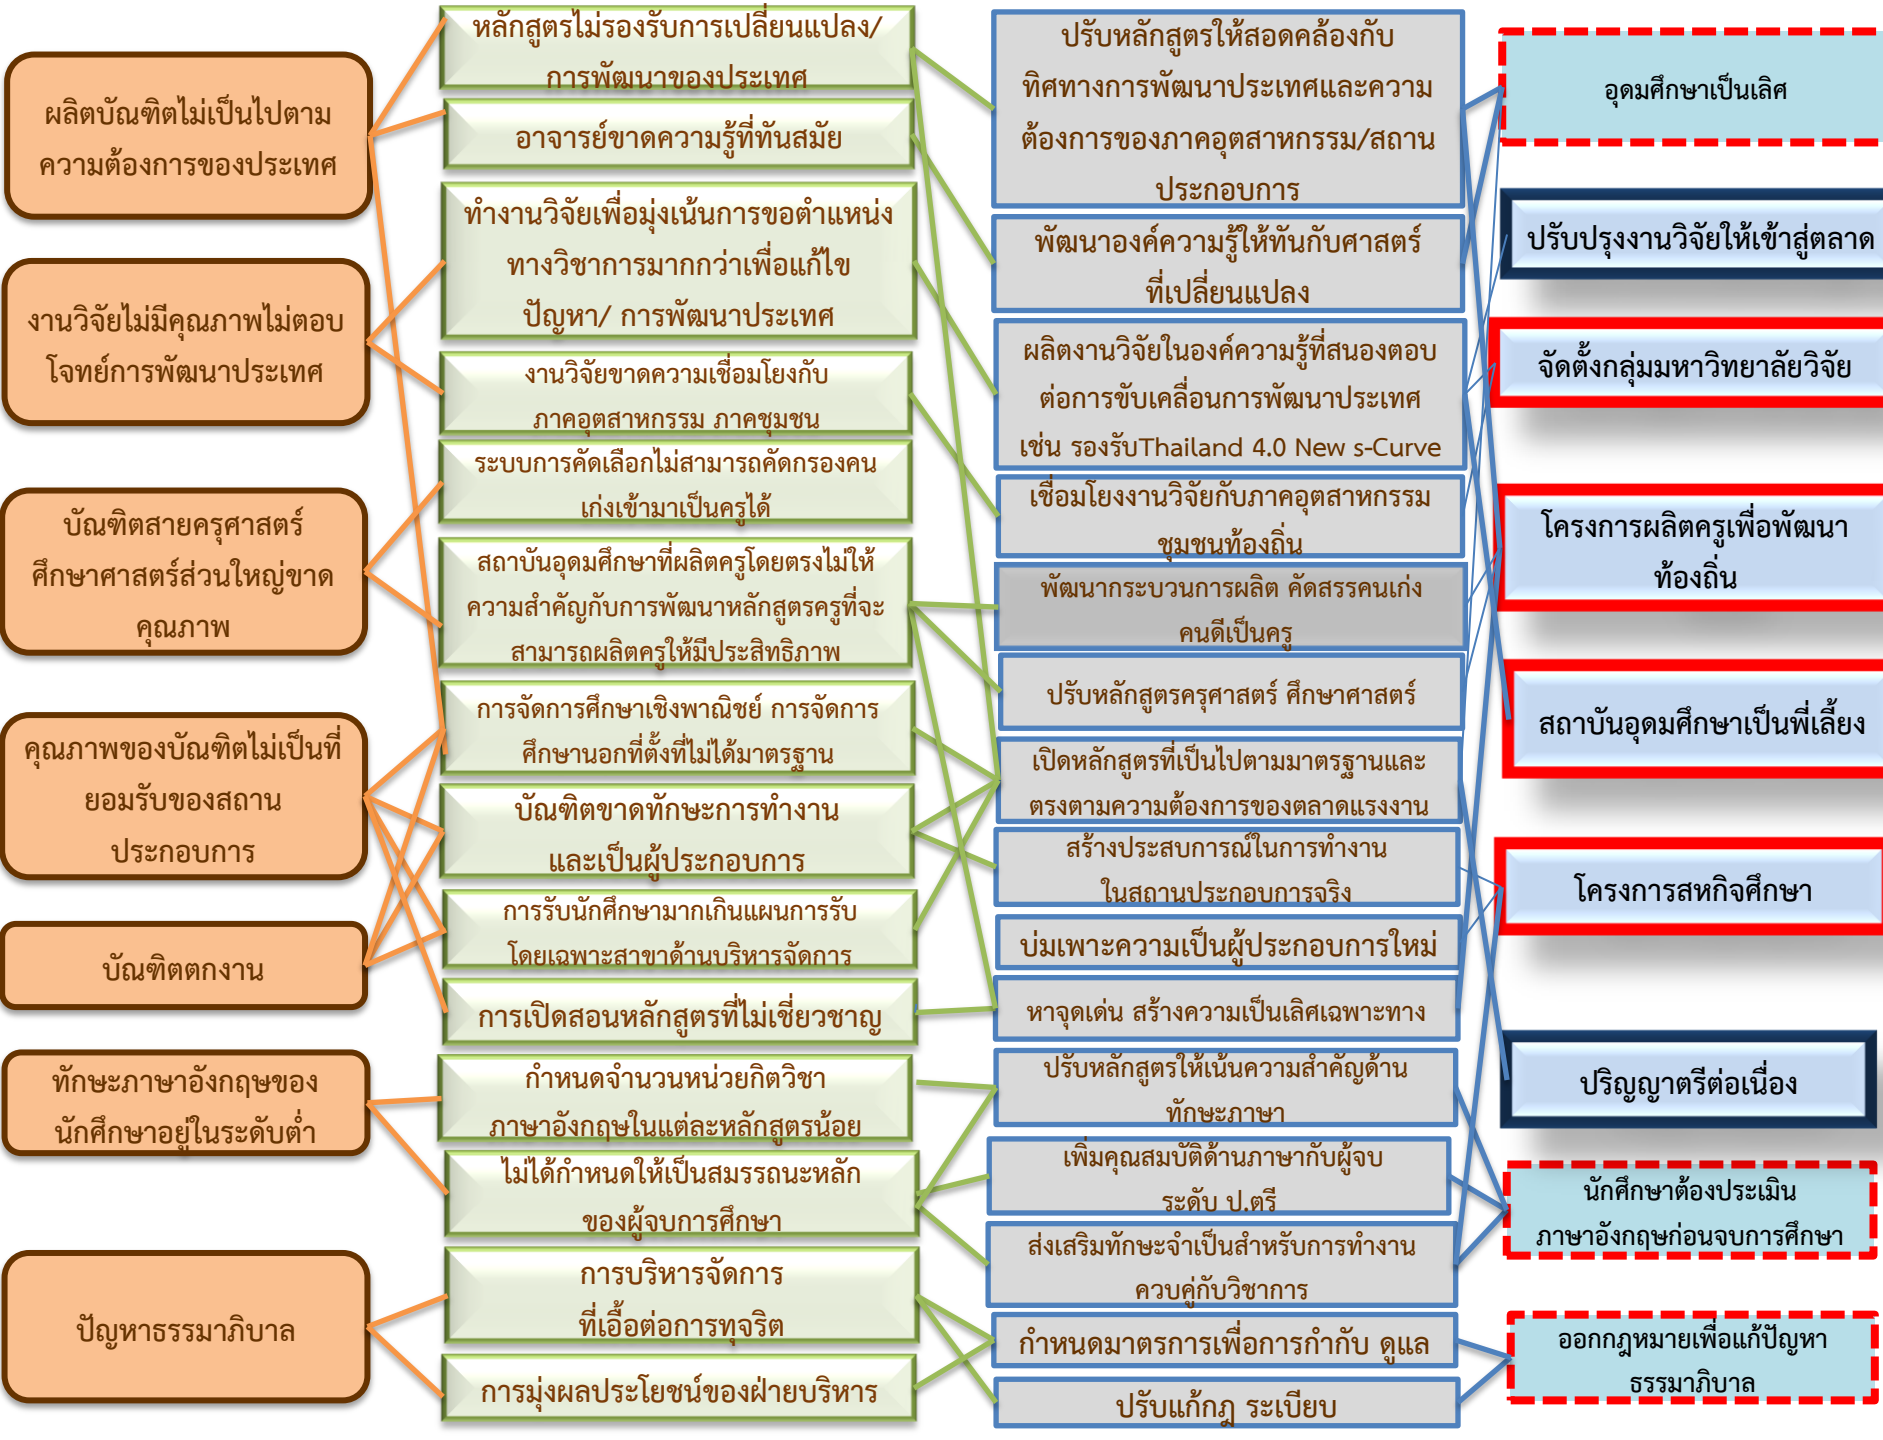 ผลิตบัณฑิตไม่เป็นไปตาม
ความต้องการของประเทศ
งานวิจัยไม่มีคุณภาพไม่ตอบ
โจทย์การพัฒนาประเทศ
บัณฑิตสายครุศาสตร์
ศึกษาศาสตร์ส่วนใหญ่ขาด
คุณภาพ
คุณภาพของบัณฑิตไม่เป็นที่
ยอมรับของสถาน
ประกอบการ
บัณฑิตตกงาน
ทักษะภาษาอังกฤษของ
นักศึกษาอยู่ในระดับต่ำ
ปัญหาธรรมาภิบาล
หลักสูตรไม่รองรับการเปลี่ยนแปลง/
การพัฒนาของประเทศ
อาจารย์ขาดความรู้ที่ทันสมัย
ทำงานวิจัยเพื่อมุ่งเน้นการขอตำแหน่ง
ทางวิชาการมากกว่าเพื่อแก้ไข
ปัญหา/ การพัฒนาประเทศ
งานวิจัยขาดความเชื่อมโยงกับ
ภาคอุตสาหกรรม ภาคชุมชน
ระบบการคัดเลือกไม่สามารถคัดกรองคน
เก่งเข้ามาเป็นครูได้
สถาบันอุดมศึกษาที่ผลิตครูโดยตรงไม่ให้
ความสำคัญกับการพัฒนาหลักสูตรครูที่จะ
สามารถผลิตครูให้มีประสิทธิภาพ
การจัดการศึกษาเชิงพาณิชย์ การจัดการ
ศึกษานอกที่ตั้งที่ไม่ได้มาตรฐาน
บัณฑิตขาดทักษะการทำงาน
และเป็นผู้ประกอบการ
การรับนักศึกษามากเกินแผนการรับ
โดยเฉพาะสาขาด้านบริหารจัดการ
การเปิดสอนหลักสูตรที่ไม่เชี่ยวชาญ
กำหนดจำนวนหน่วยกิตวิชา
ภาษาอังกฤษในแต่ละหลักสูตรน้อย
ไม่ได้กำหนดให้เป็นสมรรถนะหลัก
ของผู้จบการศึกษา
การบริหารจัดการ
ที่เอื้อต่อการทุจริต
การมุ่งผลประโยชน์ของฝ่ายบริหาร
ปรับหลักสูตรให้สอดคล้องกับ
ทิศทางการพัฒนาประเทศและความ
ต้องการของภาคอุตสาหกรรม/สถาน
ประกอบการ
พัฒนาองค์ความรู้ให้ทันกับศาสตร์
ที่เปลี่ยนแปลง
ผลิตงานวิจัยในองค์ความรู้ที่สนองตอบ
ต่อการขับเคลื่อนการพัฒนาประเทศ
เช่น รองรับThailand 4.0 New s-Curve
เชื่อมโยงงานวิจัยกับภาคอุตสาหกรรม
ชุมชนท้องถิ่น
พัฒนากระบวนการผลิต คัดสรรคนเก่ง
คนดีเป็นครู
ปรับหลักสูตรครุศาสตร์ ศึกษาศาสตร์
เปิดหลักสูตรที่เป็นไปตามมาตรฐานและ
ตรงตามความต้องการของตลาดแรงงาน
สร้างประสบการณ์ในการทำงาน
ในสถานประกอบการจริง
บ่มเพาะความเป็นผู้ประกอบการใหม่
หาจุดเด่น สร้างความเป็นเลิศเฉพาะทาง
ปรับหลักสูตรให้เน้นความสำคัญด้าน
ทักษะภาษา
เพิ่มคุณสมบัติด้านภาษากับผู้จบ
ระดับ ป.ตรี
ส่งเสริมทักษะจำเป็นสำหรับการทำงาน
ควบคู่กับวิชาการ
กำหนดมาตรการเพื่อการกำกับ ดูแล
ปรับแก้กฎ ระเบียบ
อุดมศึกษาเป็นเลิศ
ปรับปรุงงานวิจัยให้เข้าสู่ตลาด
จัดตั้งกลุ่มมหาวิทยาลัยวิจัย
โครงการผลิตครูเพื่อพัฒนา
ท้องถิ่น
สถาบันอุดมศึกษาเป็นพี่เลี้ยง
โครงการสหกิจศึกษา
ปริญญาตรีต่อเนื่อง
นักศึกษาต้องประเมิน
ภาษาอังกฤษก่อนจบการศึกษา
ออกกฎหมายเพื่อแก้ปัญหา
ธรรมาภิบาล